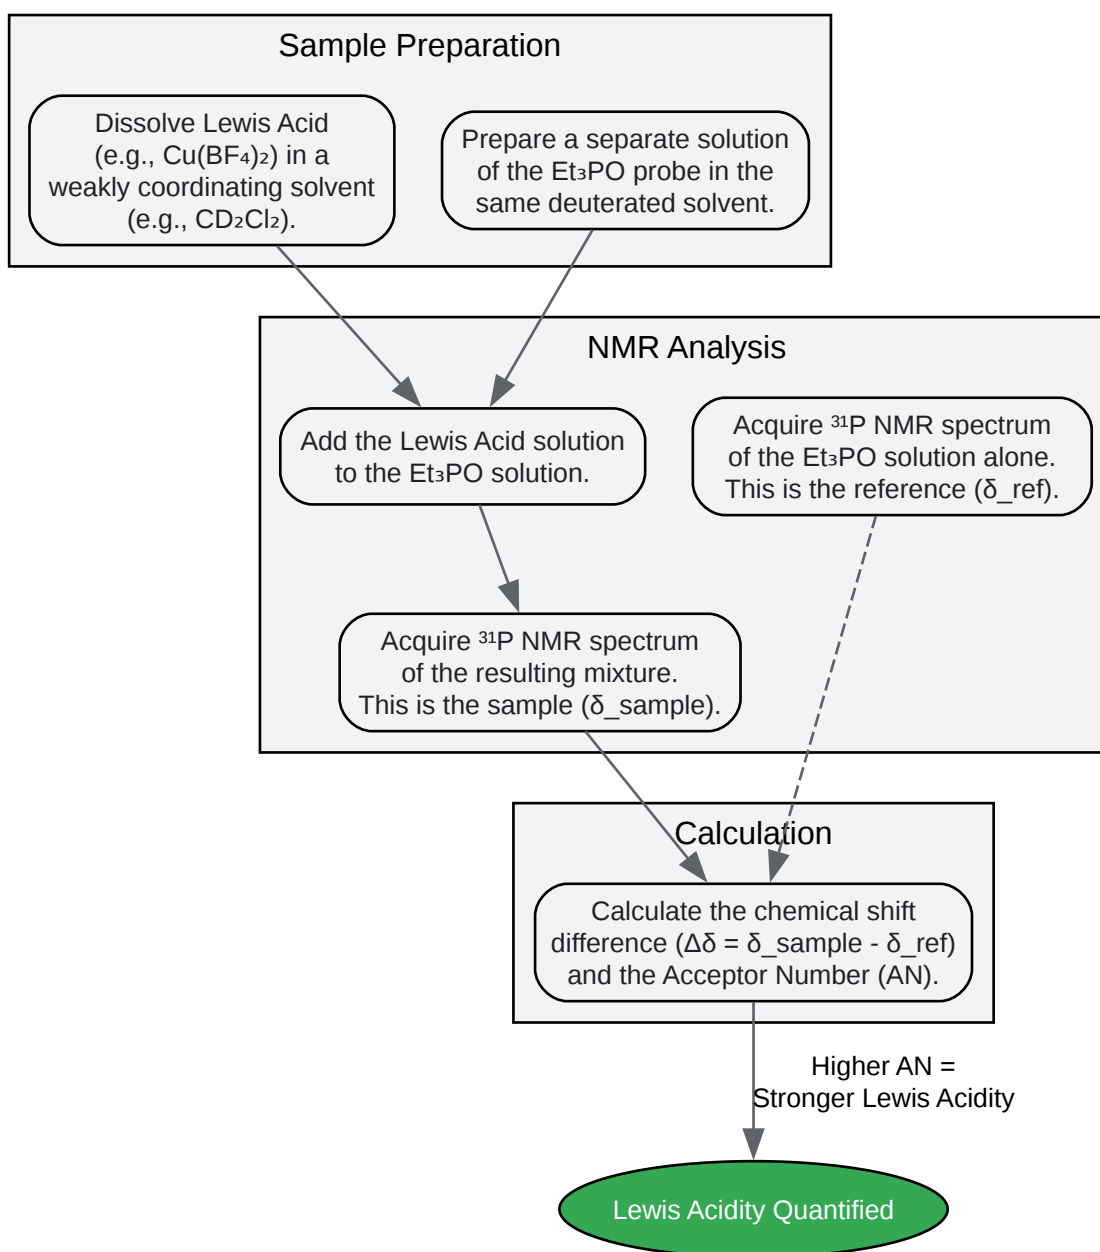 Sample Preparation
Dissolve Lewis Acid
(e.g., Cu(BF₄)₂) in a
weakly coordinating solvent
(e.g., CD₂Cl₂).
Prepare a separate solution
of the Et₃PO probe in the
same deuterated solvent.
NMR Analysis
Add the Lewis Acid solution
to the Et₃PO solution.
Acquire ³¹P NMR spectrum
of the Et₃PO solution alone.
This is the reference (δ_ref).
Acquire ³¹P NMR spectrum
of the resulting mixture.
This is the sample (δ_sample).
Calculation
Calculate the chemical shift
difference (Δδ = δ_sample - δ_ref)
and the Acceptor Number (AN).
Higher AN =
Stronger Lewis Acidity
Lewis Acidity Quantified